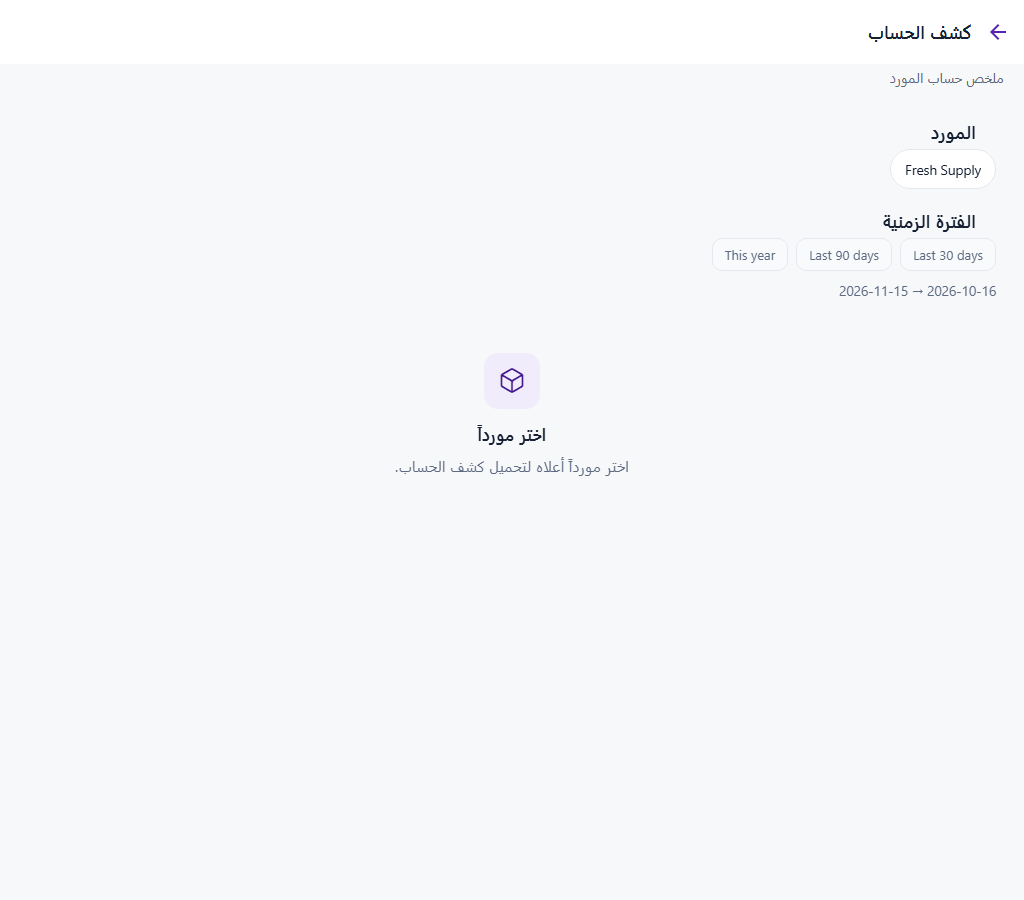 كشف الحساب
ملخص حساب المورد
المورد
Fresh Supply
الفترة الزمنية
Last 30 days
Last 90 days
This year
2026-10-16 → 2026-11-15
اختر مورداً
اختر مورداً أعلاه لتحميل كشف الحساب.